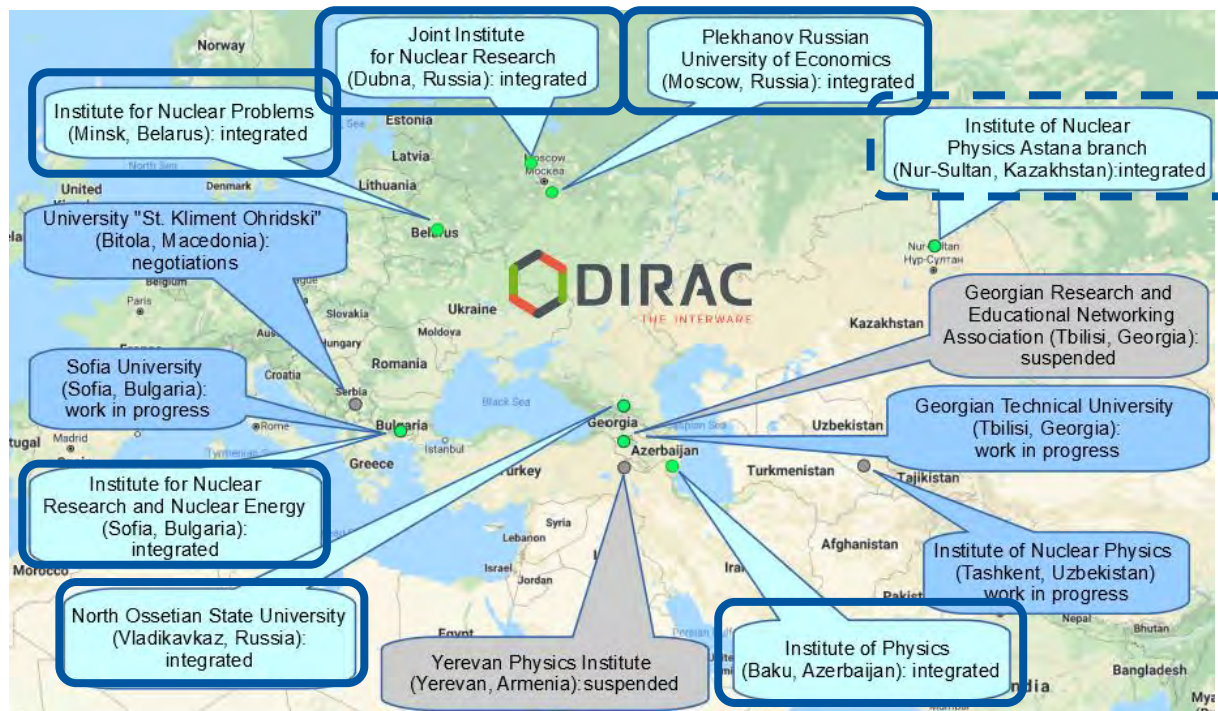 Norway
Joint Institute
for Nuclear Research
(Dubna, Russia): integrated
Plekhanov Russian
University of Economics
(Moscow, Russia): integrated
Institute for Nuclear Problems
(Minsk, Belarus): integrated
Institute of Nuclear
Physics Astana branch
(Nur-Sultan, Kazakhstan):integrated
Estonia
Latvia
Lithuania
Moscow
Москва
North Sea
Denmark
United
Kingdom
Belarus
University "St. Kliment Ohridski"
(Bitola, Macedonia):
negotiations
Nur-Sultan
Нур-Султан
DIRAC
THE INTERWARE
Belgium
Paris
Slovakia
Ukraine
Moldova
Hungary
Kazakhstan
Georgian Research and
Educational Networking
Association (Tbilisi, Georgia):
suspended
Sofia University
(Sofia, Bulgaria):
work in progress
Romania
Croatia
Serbia
Black Sea
Georgian Technical University
(Tbilisi, Georgia):
work in progress
Georgia
Uzbekistan
Madrid
Rome
Bulgaria
Istanbul
Azerbaijan
Greece
Turkmenistan
Tajikistan
Institute for Nuclear
Research and Nuclear Energy
(Sofia, Bulgaria):
integrated
Syria
Lebanon
Israel
Jordan
Afghanistan
Institute of Nuclear Physics
(Tashkent, Uzbekistan)
work in progress
Morocco
North Ossetian State University
(Vladikavkaz, Russia):
integrated
Nepal
Bhutan
Yerevan Physics Institute
(Yerevan, Armenia):suspended
Institute of Physics
(Baku, Azerbaijan): integrated
Bangladesh